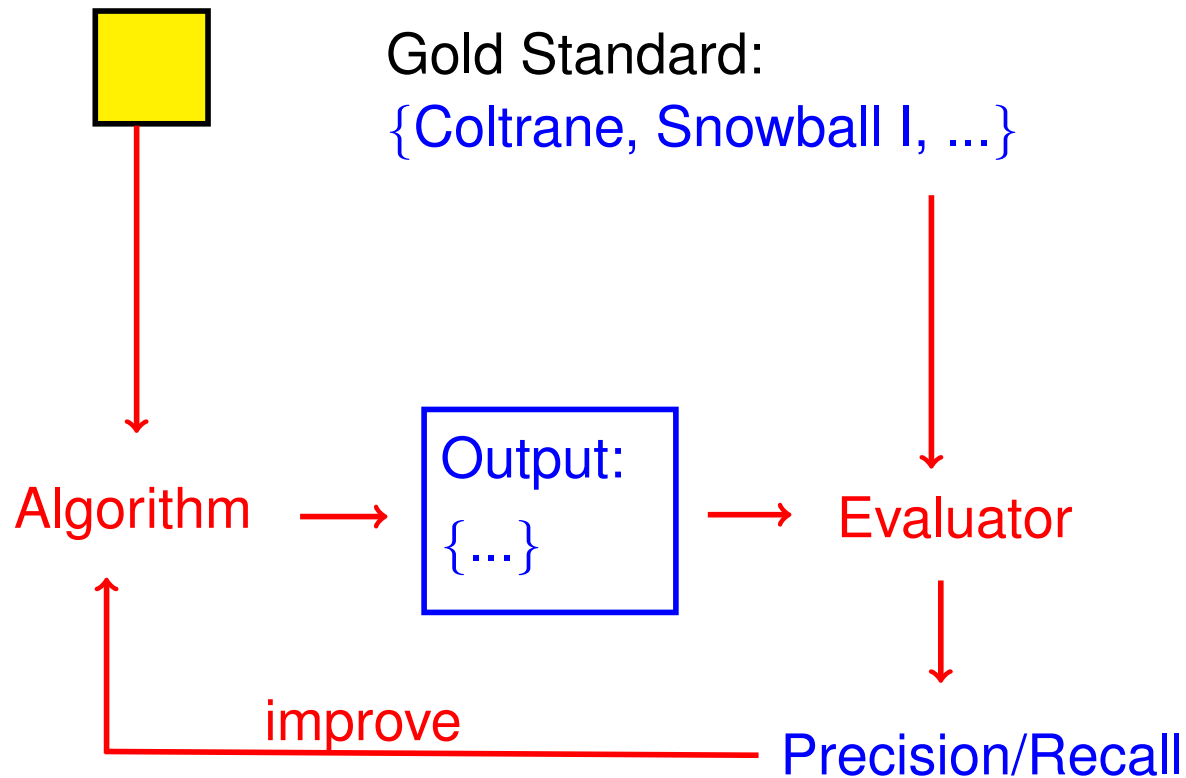 Gold Standard:
{Coltrane, Snowball I, ...}
Output:
{...}
Algorithm
Evaluator
improve
Precision/Recall